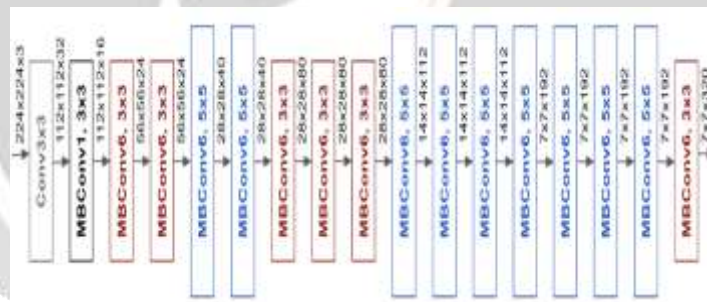 224x224x3
Conv3x3
112x112x32
MBConv1, 3x3
112x112x16
MBConv6, 3x3
56x56x24
MBConv6, 3x3
56x56x24
MBConv6, 5x5
28x28x40
MBConv6, 5x5
28x28x40
MBConv6, 3x3
28x28x80
MBConv6, 3x3
28x28x80
MBConv6, 3x3
28x28x80
MBConv6, 5x5
14x14x112
MBConv6, 5x5
14x14x112
MBConv6, 5x5
14x14x112
MBConv6, 5x5
7x7x192
MBConv6, 5x5
7x7x192
MBConv6, 5x5
7x7x192
MBConv6, 5x5
7x7x192
MBConv6, 3x3
7x7x320